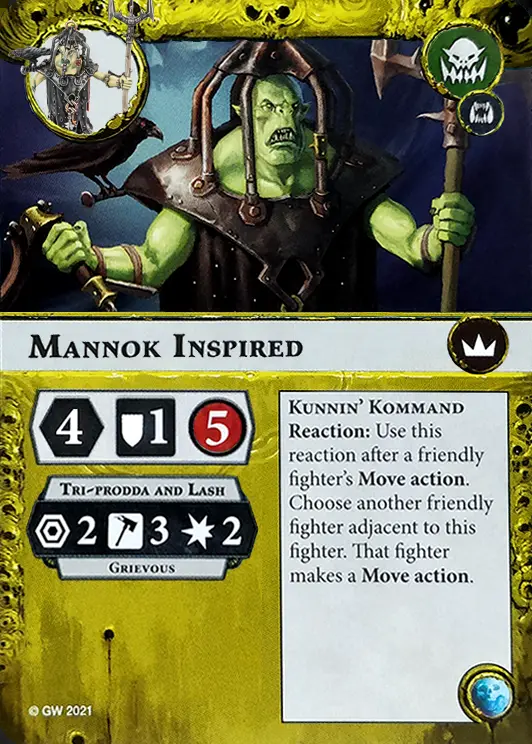 Mannok Inspired
4 1 5
Tri-prodda and Lash
2 3 2
Grievous
Kunnin' Kommand
Reaction: Use this
reaction after a friendly
fighter's Move action.
Choose another friendly
fighter adjacent to this
fighter. That fighter
makes a Move action.
© GW 2021